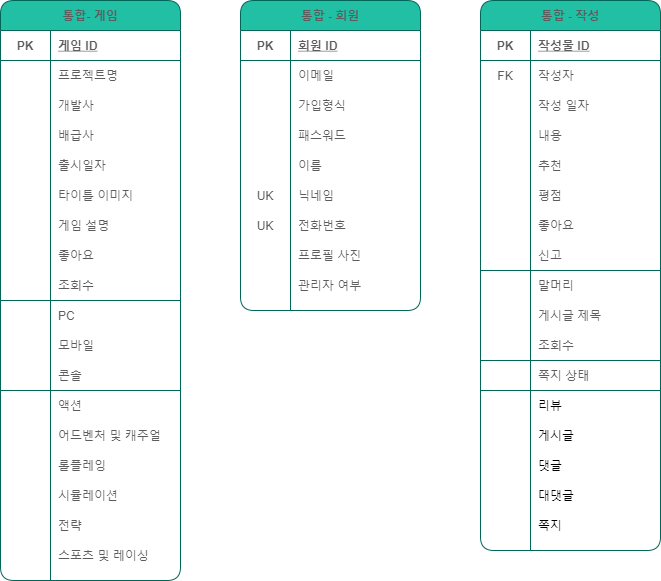 통합- 게임
PK 게임 ID
프로젝트명
개발사
배급사
출시일자
타이틀 이미지
게임 설명
좋아요
조회수
PC
모바일
콘솔
액션
어드벤처 및 캐주얼
롤플레잉
시뮬레이션
전략
스포츠 및 레이싱
통합 - 회원
PK 회원 ID
이메일
가입형식
패스워드
이름
UK 닉네임
UK 전화번호
프로필 사진
관리자 여부
통합 - 작성
PK 작성물 ID
FK 작성자
작성 일자
내용
추천
평점
좋아요
신고
말머리
게시글 제목
조회수
쪽지 상태
리뷰
게시글
댓글
대댓글
쪽지